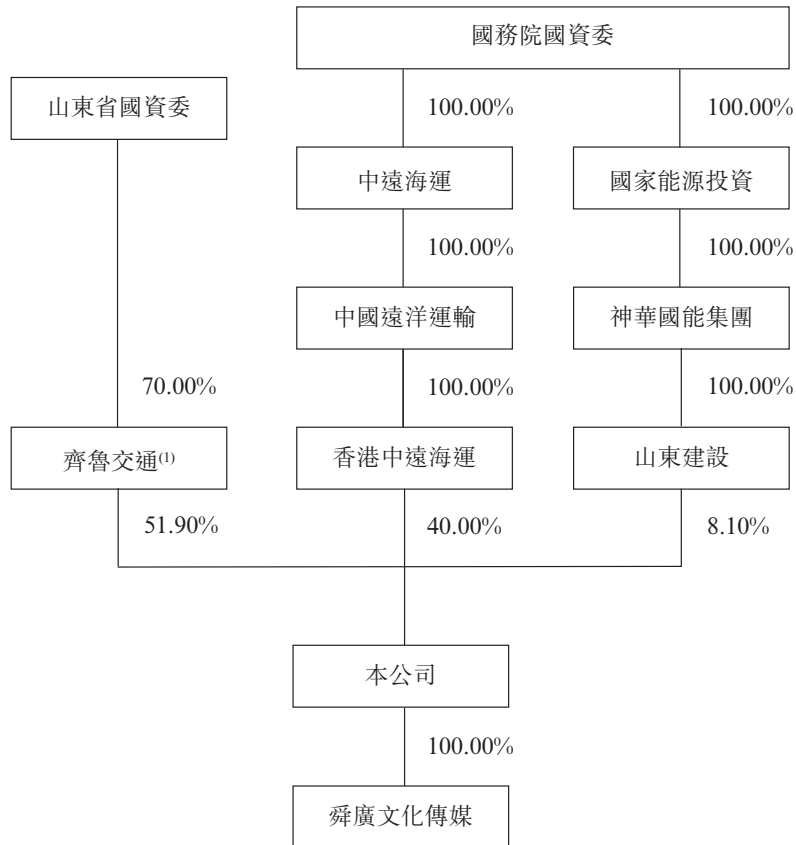 國務院國資委
山東省國資委
100.00% 100.00%
中遠海運 國家能源投資
100.00% 100.00%
中國遠洋運輸 神華國能集團
70.00% 100.00% 100.00%
齊魯交通(1) 香港中遠海運 山東建設
51.90% 40.00% 8.10%
本公司
100.00%
舜廣文化傳媒